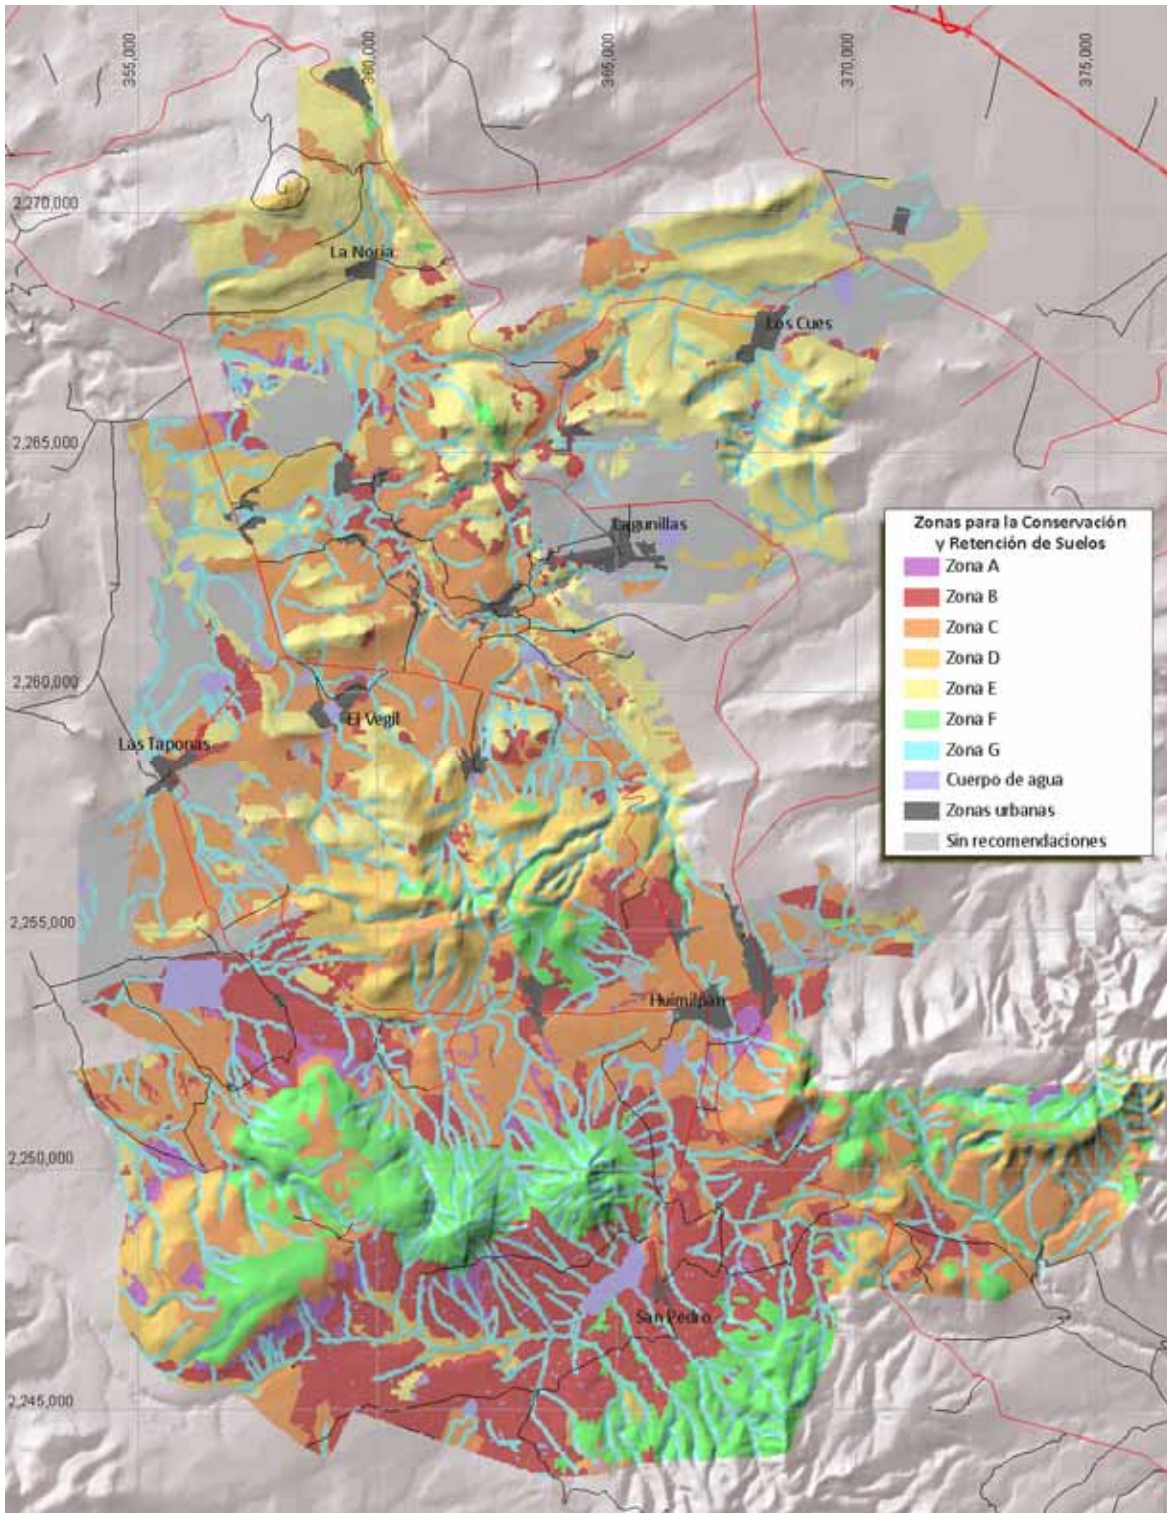 355,000
360,000
365,000
370,000
375,000
2,270,000
La Noria
Los Cues
2,265,000
Lagunillas
Zonas para la Conservación
y Retención de Suelos
Zona A
Zona B
Zona C
Zona D
Zona E
Zona F
Zona G
Cuerpo de agua
Zonas urbanas
Sin recomendaciones
2,260,000
El Vegil
Las Taponas
2,255,000
Huimilpan
2,250,000
San Pedro
2,245,000